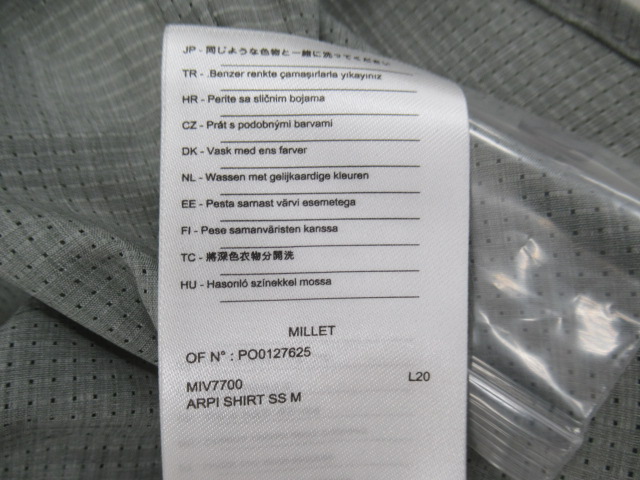 JP - 同じような色物と一緒に洗ってください
TR - .Benzer renkte çamaşırlarla yıkayınız
HR - Perite sa sličnim bojama
CZ - Prát s podobnými barvami
DK - Vask med ens farver
NL - Wassen met gelijkaardige kleuren
EE - Pesta samast värvi esemetega
FI - Pese samanväristen kanssa
TC - 將深色衣物分開洗
HU - Hasonló színekkel mossa
MILLET
OF N° : PO0127625
MIV7700 L20
ARPI SHIRT SS M